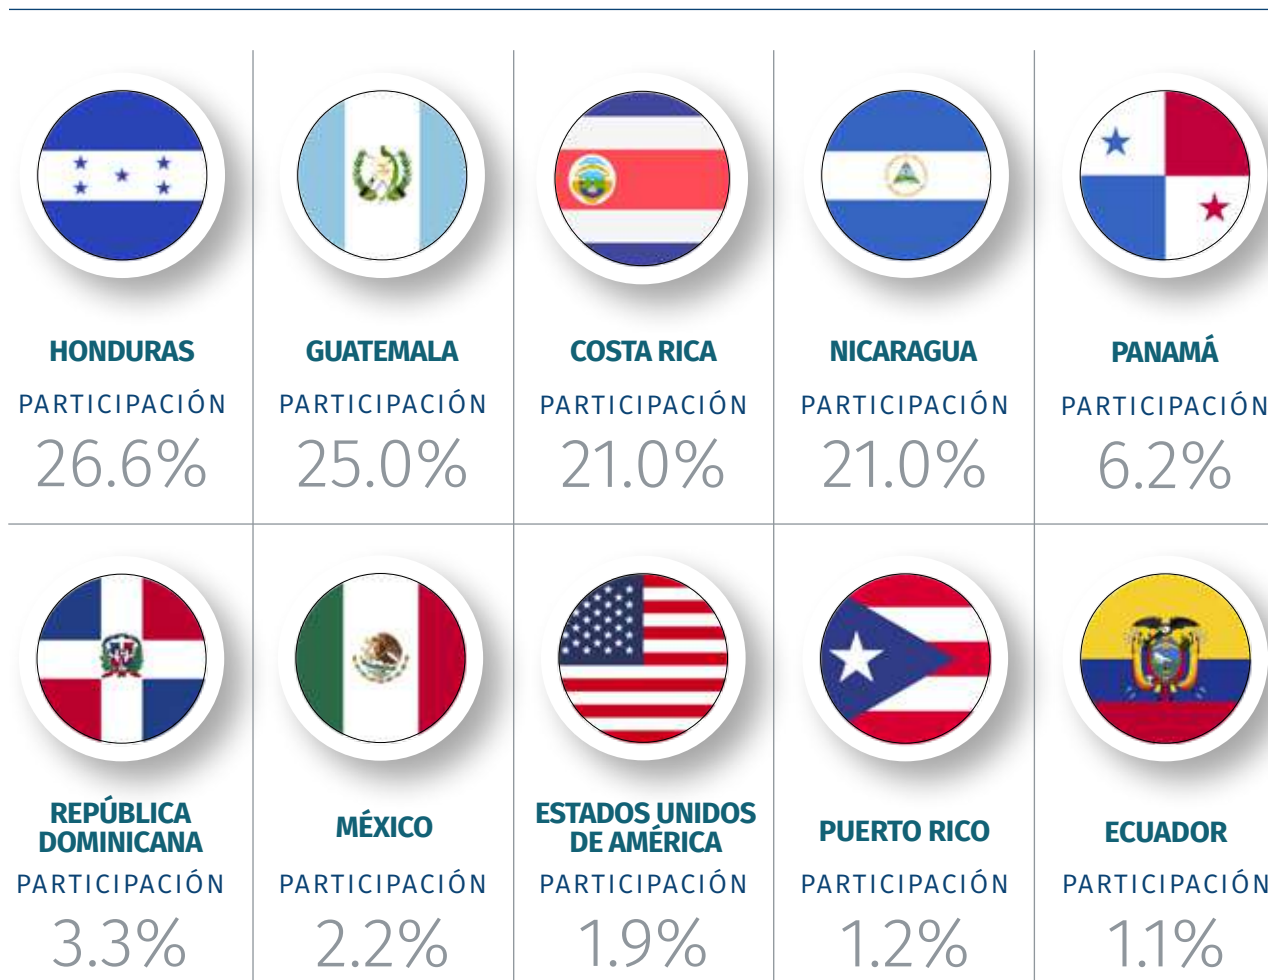 HONDURAS
PARTICIPACIÓN
26.6%
GUATEMALA
PARTICIPACIÓN
25.0%
COSTA RICA
PARTICIPACIÓN
21.0%
NICARAGUA
PARTICIPACIÓN
21.0%
PANAMÁ
PARTICIPACIÓN
6.2%
REPÚBLICA
DOMINICANA
PARTICIPACIÓN
3.3%
MÉXICO
PARTICIPACIÓN
2.2%
ESTADOS UNIDOS
DE AMÉRICA
PARTICIPACIÓN
1.9%
PUERTO RICO
PARTICIPACIÓN
1.2%
ECUADOR
PARTICIPACIÓN
1.1%